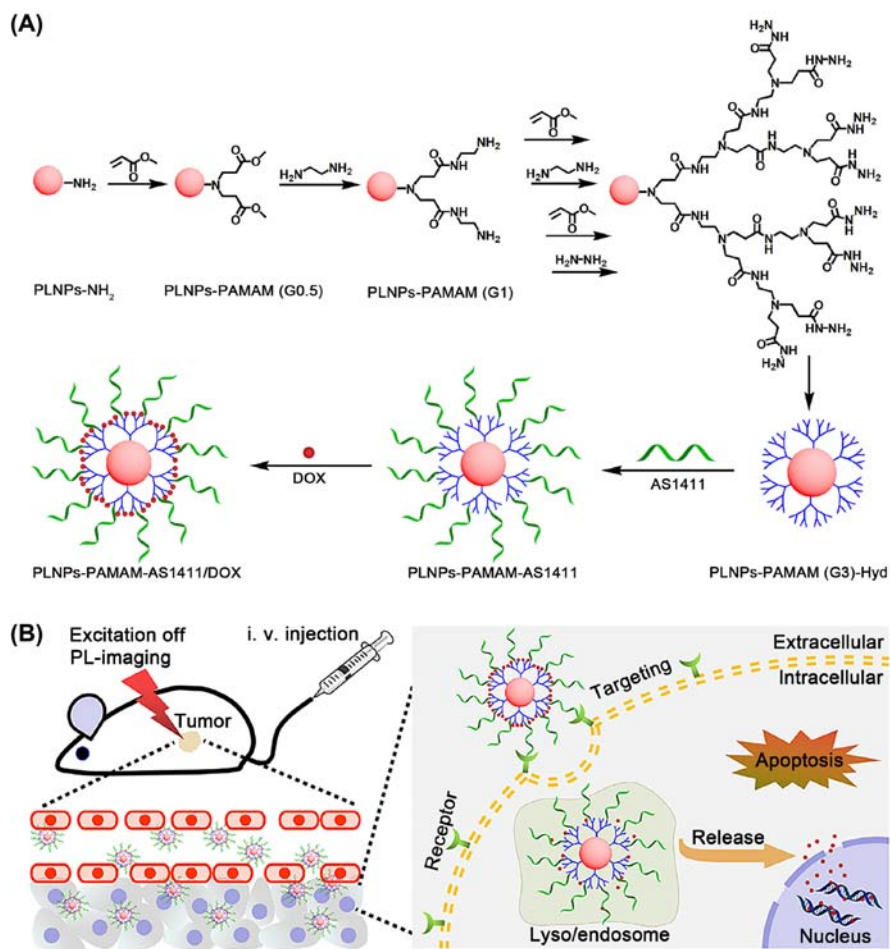 (A)
PLNPs-NH2
PLNPs-PAMAM (G0.5)
PLNPs-PAMAM (G1)
H2N-NH2
DOX
AS1411
PLNPs-PAMAM-AS1411/DOX
PLNPs-PAMAM-AS1411
PLNPs-PAMAM (G3)-Hyd
(B)
Excitation off
PL-imaging
i. v. injection
Tumor
Extracellular
Intracellular
Targeting
Receptor
Apoptosis
Release
Lyso/endosome
Nucleus